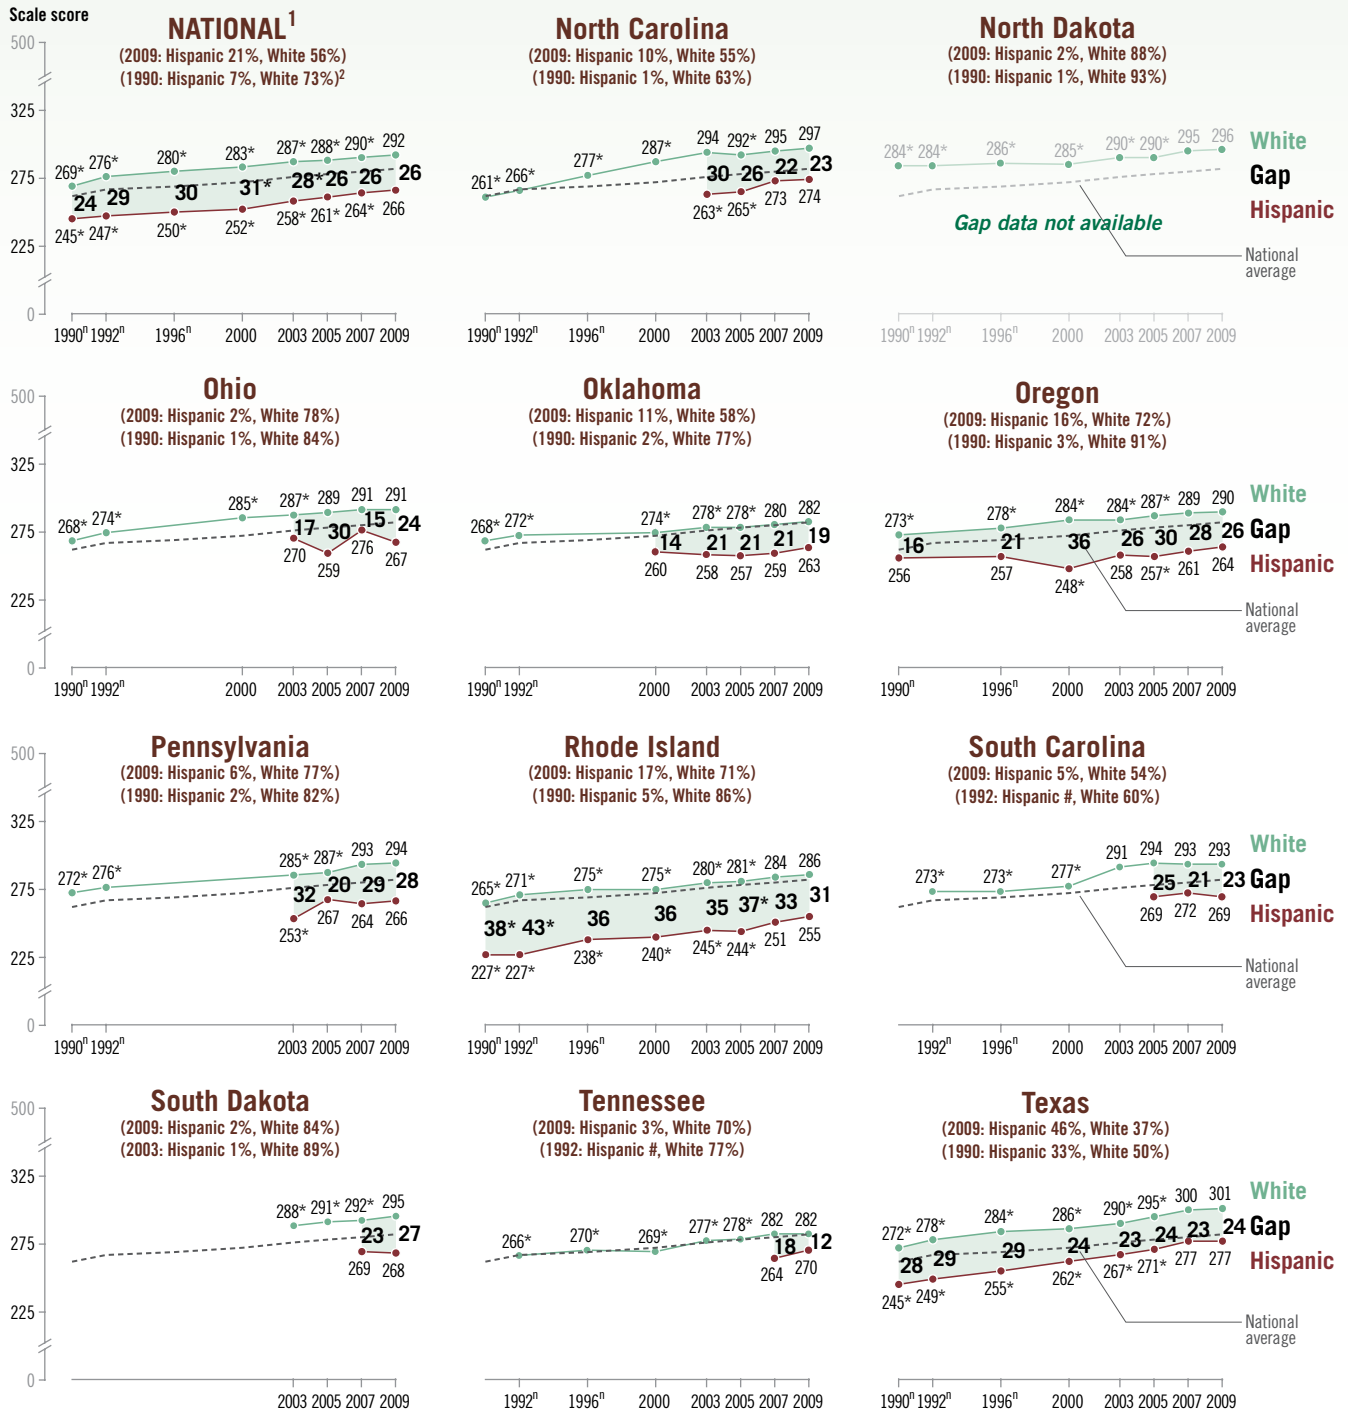 Scale score
NATIONAL1
(2009: Hispanic 21%, White 56%)
(1990: Hispanic 7%, White 73%)2
500
325
275
225
0
269* 276* 280* 283* 287* 288* 290* 292
24 29 30 31* 28* 26 26 26
245* 247* 250* 252* 258* 261* 264* 266
1990n 1992n 1996n 2000 2003 2005 2007 2009
North Carolina
(2009: Hispanic 10%, White 55%)
(1990: Hispanic 1%, White 63%)
261* 266* 277* 287* 294 292* 295 297
30 26 22 23
263* 265* 273 274
1990n 1992n 1996n 2000 2003 2005 2007 2009
North Dakota
(2009: Hispanic 2%, White 88%)
(1990: Hispanic 1%, White 93%)
284* 284* 286* 285* 290* 290* 295 296
Gap data not available
White
Gap
Hispanic
National
average
1990n 1992n 1996n 2000 2003 2005 2007 2009
Ohio
(2009: Hispanic 2%, White 78%)
(1990: Hispanic 1%, White 84%)
500
325
275
225
0
268* 274* 285* 287* 289 291 291
17 30 15 24
270 259 276 267
1990n 1992n 2000 2003 2005 2007 2009
Oklahoma
(2009: Hispanic 11%, White 58%)
(1990: Hispanic 2%, White 77%)
268* 272* 274* 278* 278* 280 282
14 21 21 21 19
260 258 257 259 263
1990n 1992n 2000 2003 2005 2007 2009
Oregon
(2009: Hispanic 16%, White 72%)
(1990: Hispanic 3%, White 91%)
273* 278* 284* 284* 287* 289 290
16 21 36 26 30 28 26
256 257 248* 258 257* 261 264
White
Gap
Hispanic
National
average
1990n 1996n 2000 2003 2005 2007 2009
Pennsylvania
(2009: Hispanic 6%, White 77%)
(1990: Hispanic 2%, White 82%)
500
325
275
225
0
272* 276* 285* 287* 293 294
32 20 29 28
253* 267 264 266
1990n 1992n 2003 2005 2007 2009
Rhode Island
(2009: Hispanic 17%, White 71%)
(1990: Hispanic 5%, White 86%)
265* 271* 275* 275* 280* 281* 284 286
38* 43* 36 36 35 37* 33 31
227* 227* 238* 240* 245* 244* 251 255
1990n 1992n 1996n 2000 2003 2005 2007 2009
South Carolina
(2009: Hispanic 5%, White 54%)
(1992: Hispanic #, White 60%)
273* 273* 277* 291 294 293 293
25 21 23
269 272 269
White
Gap
Hispanic
National
average
1992n 1996n 2000 2003 2005 2007 2009
South Dakota
(2009: Hispanic 2%, White 84%)
(2003: Hispanic 1%, White 89%)
500
325
275
225
0
288* 291* 292* 295
23 27
269 268
2003 2005 2007 2009
Tennessee
(2009: Hispanic 3%, White 70%)
(1992: Hispanic #, White 77%)
266* 270* 269* 277* 278* 282 282
18 12
264 270
1992n 1996n 2000 2003 2005 2007 2009
Texas
(2009: Hispanic 46%, White 37%)
(1990: Hispanic 33%, White 50%)
272* 278* 284* 286* 290* 295* 300 301
28 29 29 24 23 24 23 24
245* 249* 255* 262* 267* 271* 277 277
White
Gap
Hispanic
National
average
1990n 1992n 1996n 2000 2003 2005 2007 2009